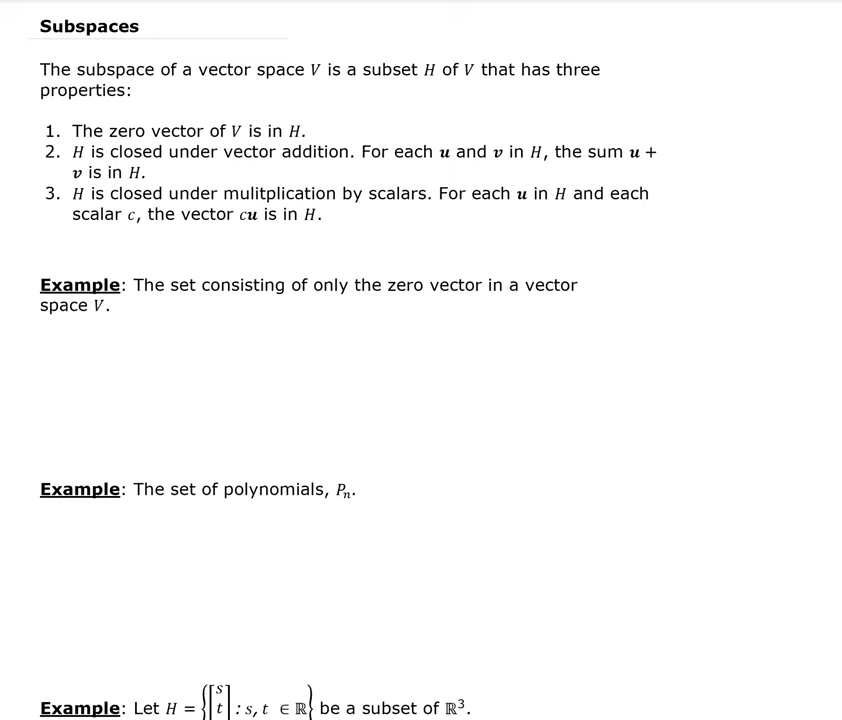 Subspaces
The subspace of a vector space V is a subset H of V that has three
properties:
1. The zero vector of V is in H.
2. H is closed under vector addition. For each u and v in H, the sum u +
v is in H.
3. H is closed under mulitplication by scalars. For each u in H and each
scalar c, the vector cu is in H.
Example: The set consisting of only the zero vector in a vector
space V.
Example: The set of polynomials, Pₙ.
Example: Let H = {[s t] : s, t ∈ ℝ} be a subset of ℝ³.